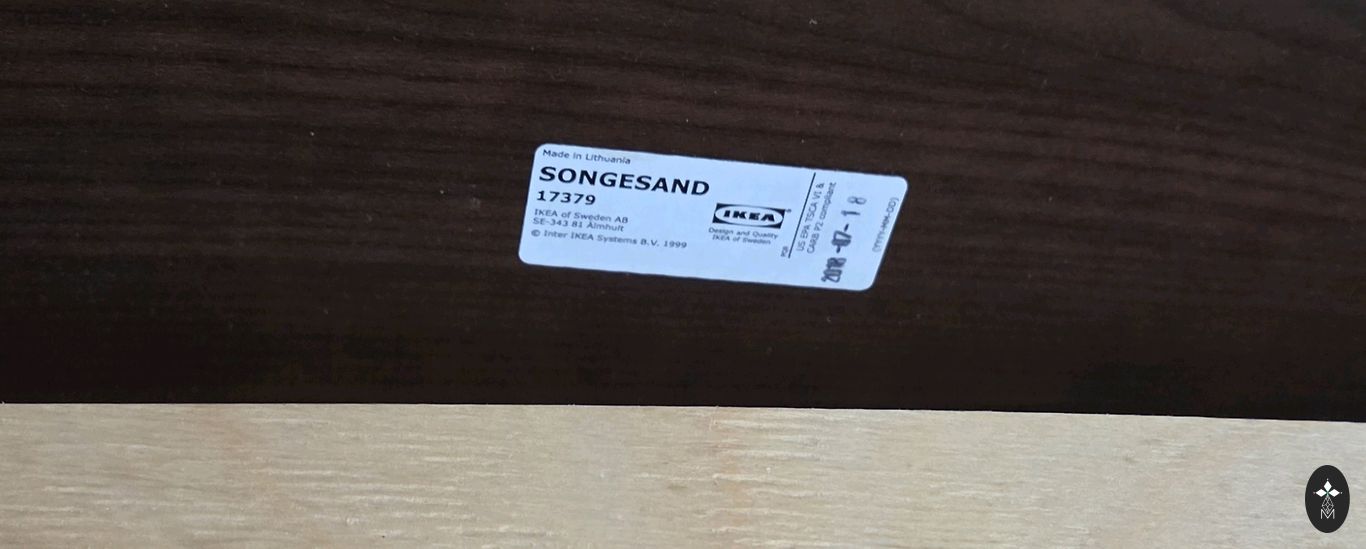 Made in Lithuania
SONGESAND
17379
IKEA of Sweden AB
SE-343 81 Älmhult
© Inter IKEA Systems B.V. 1999
IKEA®
Design and Quality
IKEA of Sweden
US EPA TSCA VI &
CARB P2 compliant
2018-07-18
(YYYY-MM-DD)
M